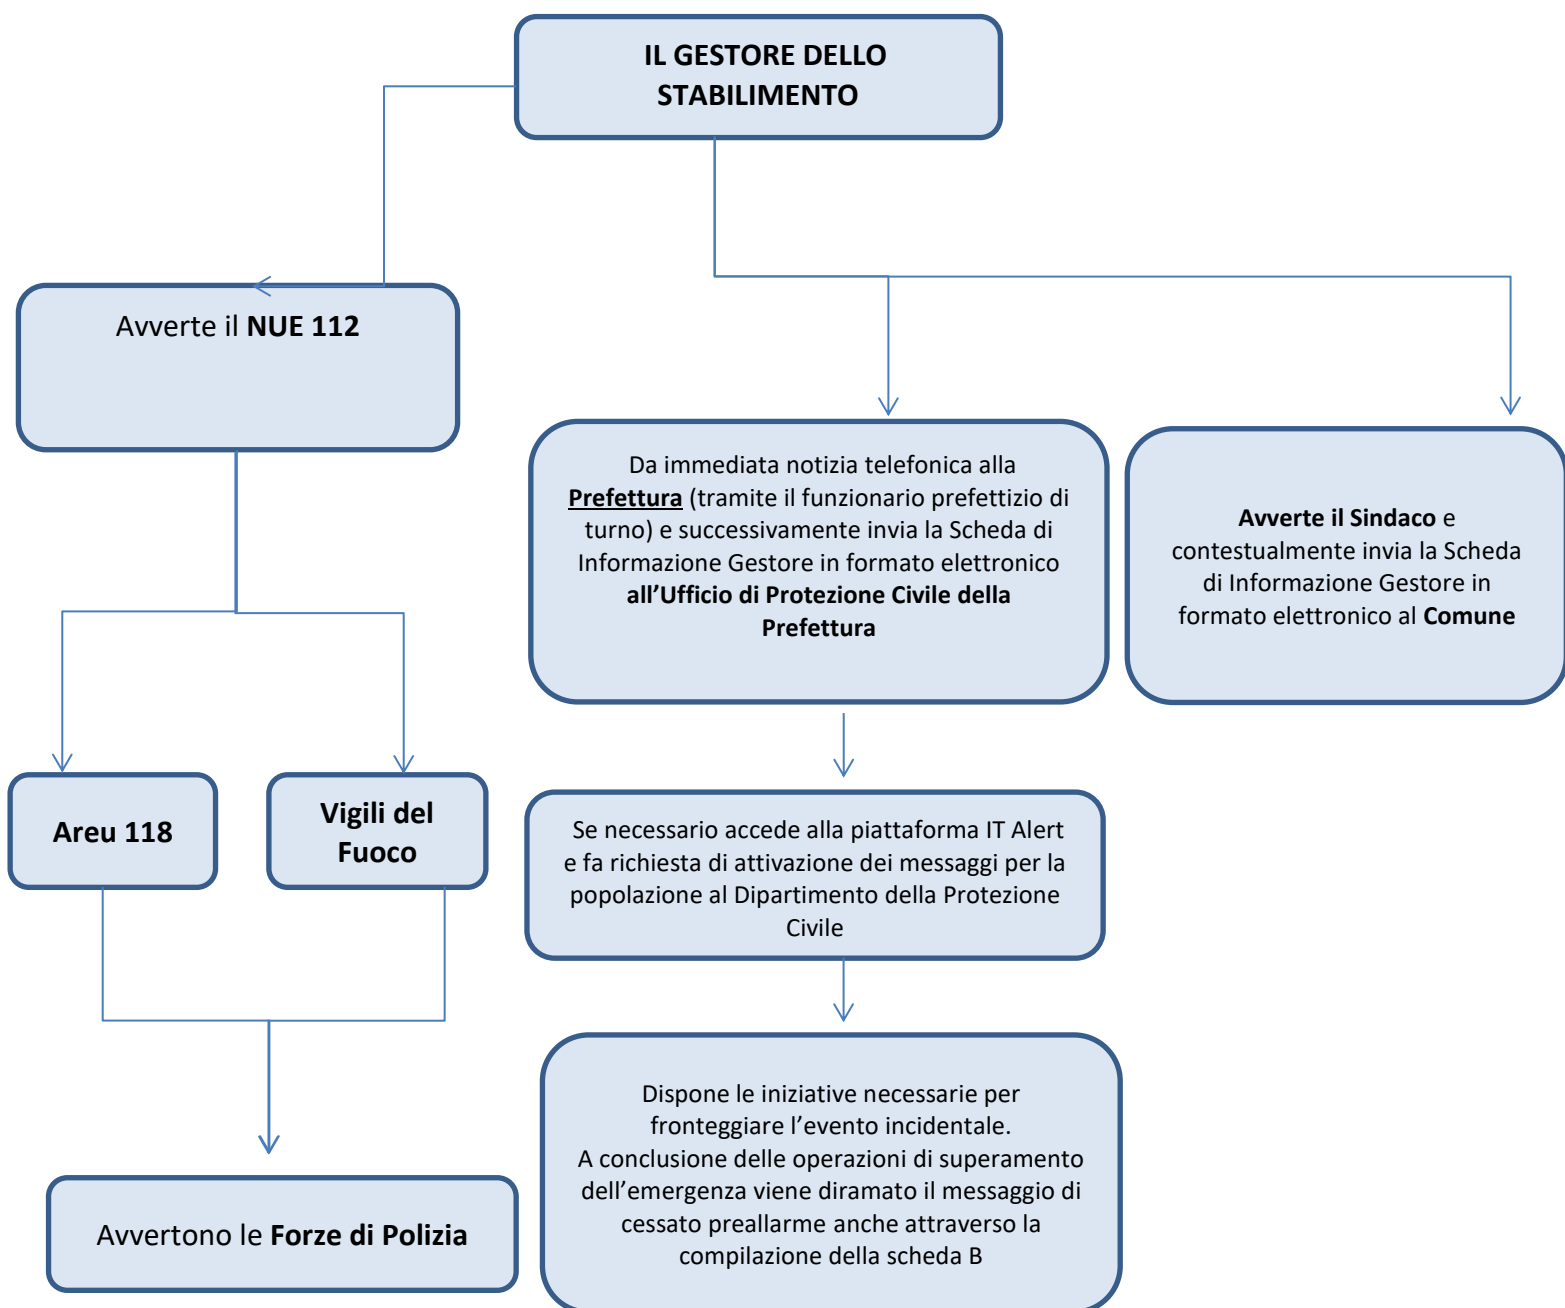 IL GESTORE DELLO
STABILIMENTO
Avverte il NUE 112
Da immediata notizia telefonica alla
Prefettura (tramite il funzionario prefettizio di
turno) e successivamente invia la Scheda di
Informazione Gestore in formato elettronico
all’Ufficio di Protezione Civile della
Prefettura
Avverte il Sindaco e
contestualmente invia la Scheda
di Informazione Gestore in
formato elettronico al Comune
Areu 118
Vigili del
Fuoco
Se necessario accede alla piattaforma IT Alert
e fa richiesta di attivazione dei messaggi per la
popolazione al Dipartimento della Protezione
Civile
Avvertono le Forze di Polizia
Dispone le iniziative necessarie per
fronteggiare l’evento incidentale.
A conclusione delle operazioni di superamento
dell’emergenza viene diramato il messaggio di
cessato preallarme anche attraverso la
compilazione della scheda B